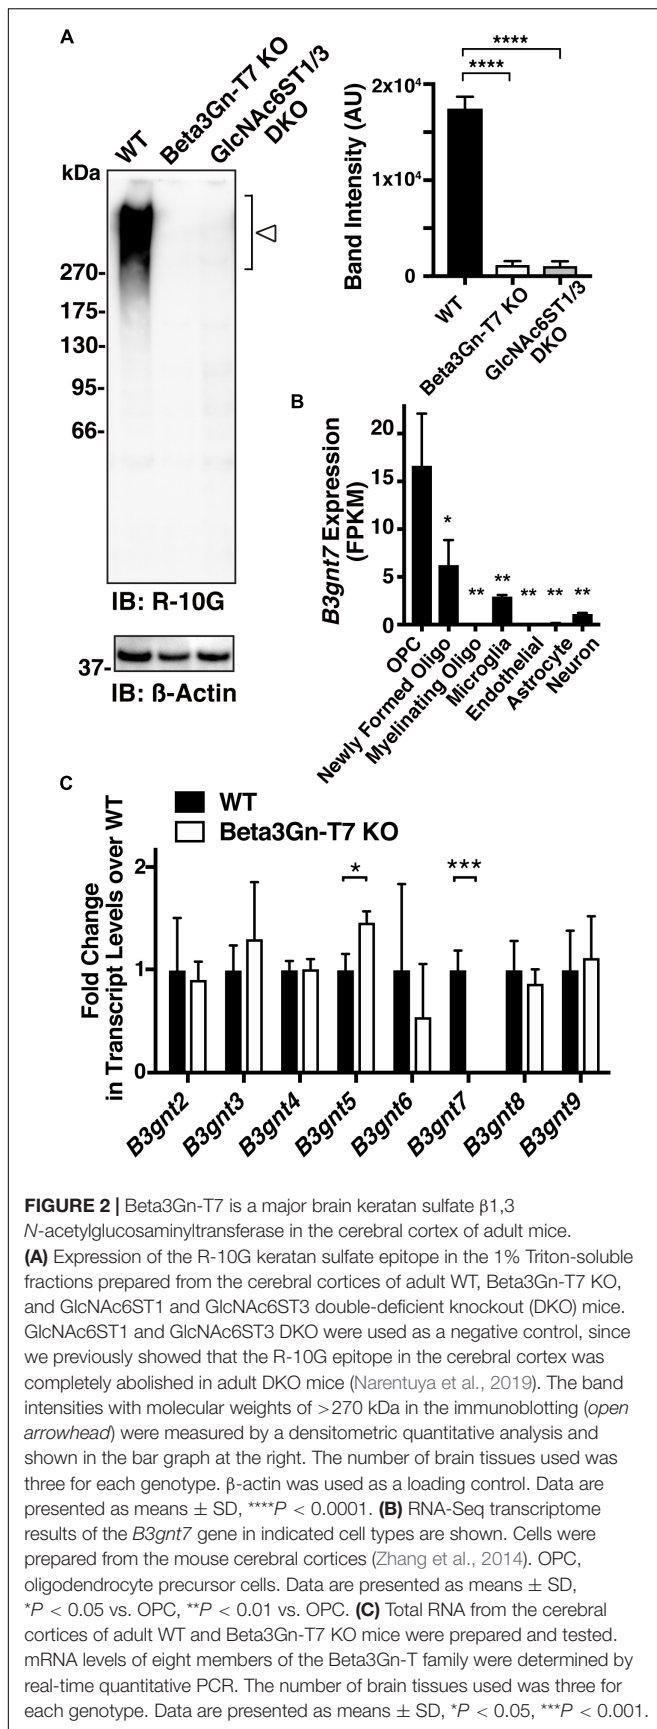 A
WT
Beta3Gn-T7 KO
GlcNAc6ST1/3
DKO
kDa
270-
175-
130-
95-
66-
IB: R-10G
37-
IB: ß-Actin
****
****
Band Intensity (AU)
2x10⁴
1x10⁴
0
WT
Beta3Gn-T7 KO
GlcNAc6ST1/3
DKO
B
B3gnt7 Expression
(FPKM)
20
15
10
5
0
*
**
**
**
**
**
OPC
Newly Formed Oligo
Myelinating Oligo
Microglia
Endothelial
Astrocyte
Neuron
C
WT
Beta3Gn-T7 KO
Fold Change
in Transcript Levels over WT
2
1
0
*
***
B3gnt2
B3gnt3
B3gnt4
B3gnt5
B3gnt6
B3gnt7
B3gnt8
B3gnt9
FIGURE 2 | Beta3Gn-T7 is a major brain keratan sulfate β1,3
N-acetylglucosaminyltransferase in the cerebral cortex of adult mice.
(A) Expression of the R-10G keratan sulfate epitope in the 1% Triton-soluble
fractions prepared from the cerebral cortices of adult WT, Beta3Gn-T7 KO,
and GlcNAc6ST1 and GlcNAc6ST3 double-deficient knockout (DKO) mice.
GlcNAc6ST1 and GlcNAc6ST3 DKO were used as a negative control, since
we previously showed that the R-10G epitope in the cerebral cortex was
completely abolished in adult DKO mice (Narentuya et al., 2019). The band
intensities with molecular weights of >270 kDa in the immunoblotting (open
arrowhead) were measured by a densitometric quantitative analysis and
shown in the bar graph at the right. The number of brain tissues used was
three for each genotype. β-actin was used as a loading control. Data are
presented as means ± SD, ****P < 0.0001. (B) RNA-Seq transcriptome
results of the B3gnt7 gene in indicated cell types are shown. Cells were
prepared from the mouse cerebral cortices (Zhang et al., 2014). OPC,
oligodendrocyte precursor cells. Data are presented as means ± SD,
*P < 0.05 vs. OPC, **P < 0.01 vs. OPC. (C) Total RNA from the cerebral
cortices of adult WT and Beta3Gn-T7 KO mice were prepared and tested.
mRNA levels of eight members of the Beta3Gn-T family were determined by
real-time quantitative PCR. The number of brain tissues used was three for
each genotype. Data are presented as means ± SD, *P < 0.05, ***P < 0.001.